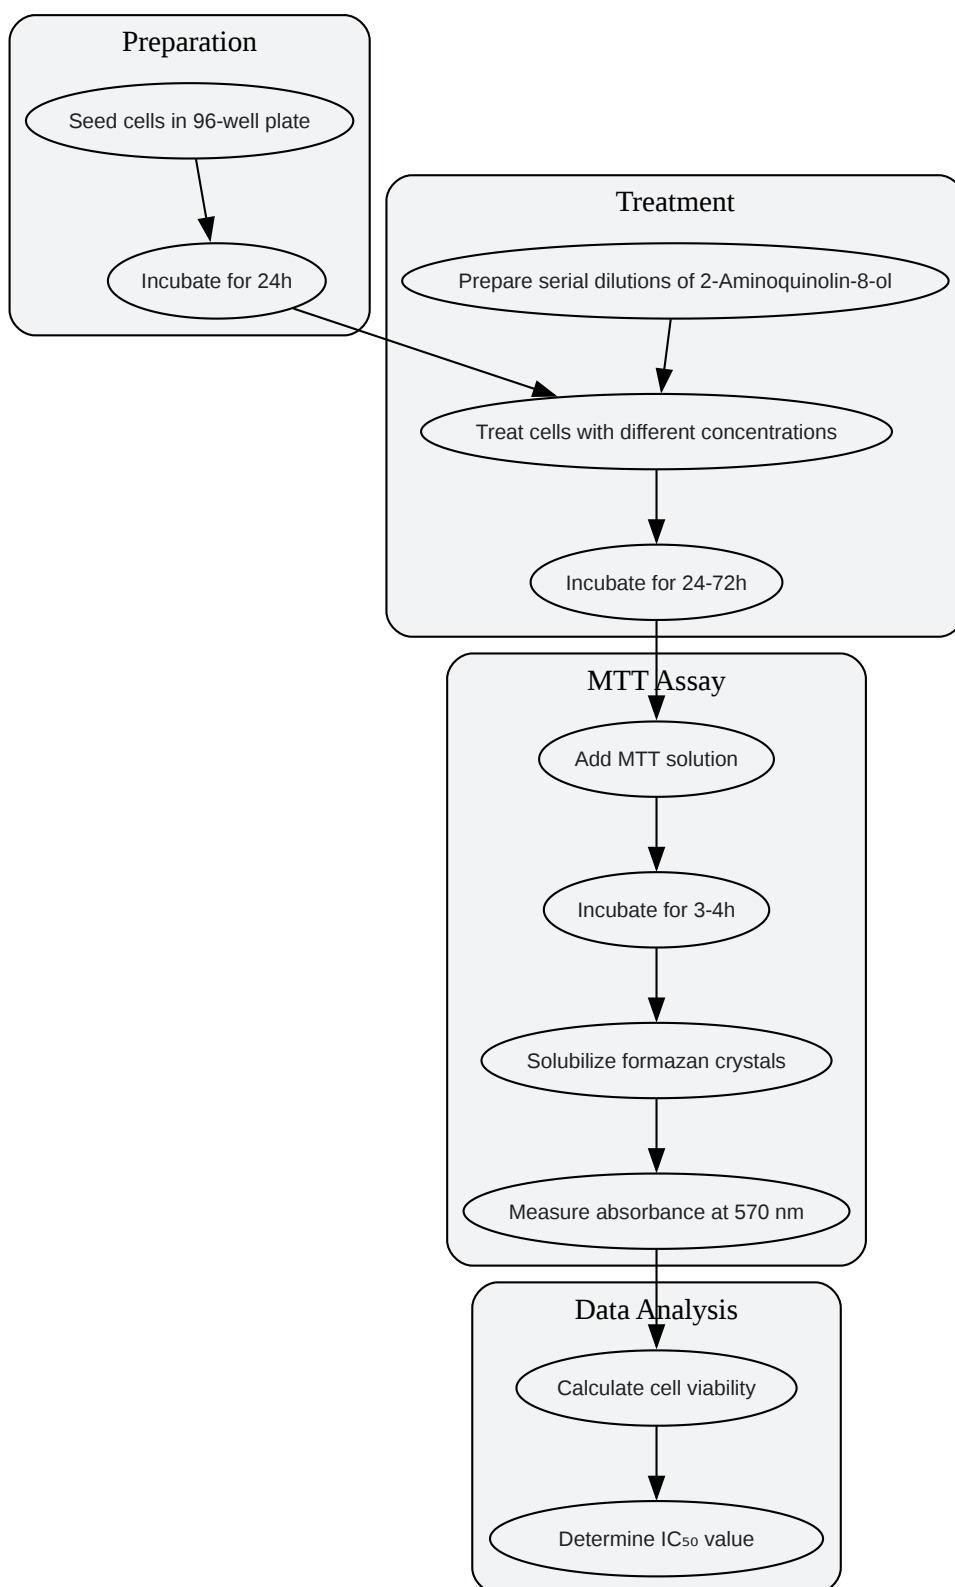 Preparation
Seed cells in 96-well plate
Incubate for 24h
Treatment
Prepare serial dilutions of 2-Aminoquinolin-8-ol
Treat cells with different concentrations
Incubate for 24-72h
MTT Assay
Add MTT solution
Incubate for 3-4h
Solubilize formazan crystals
Measure absorbance at 570 nm
Data Analysis
Calculate cell viability
Determine IC₅₀ value